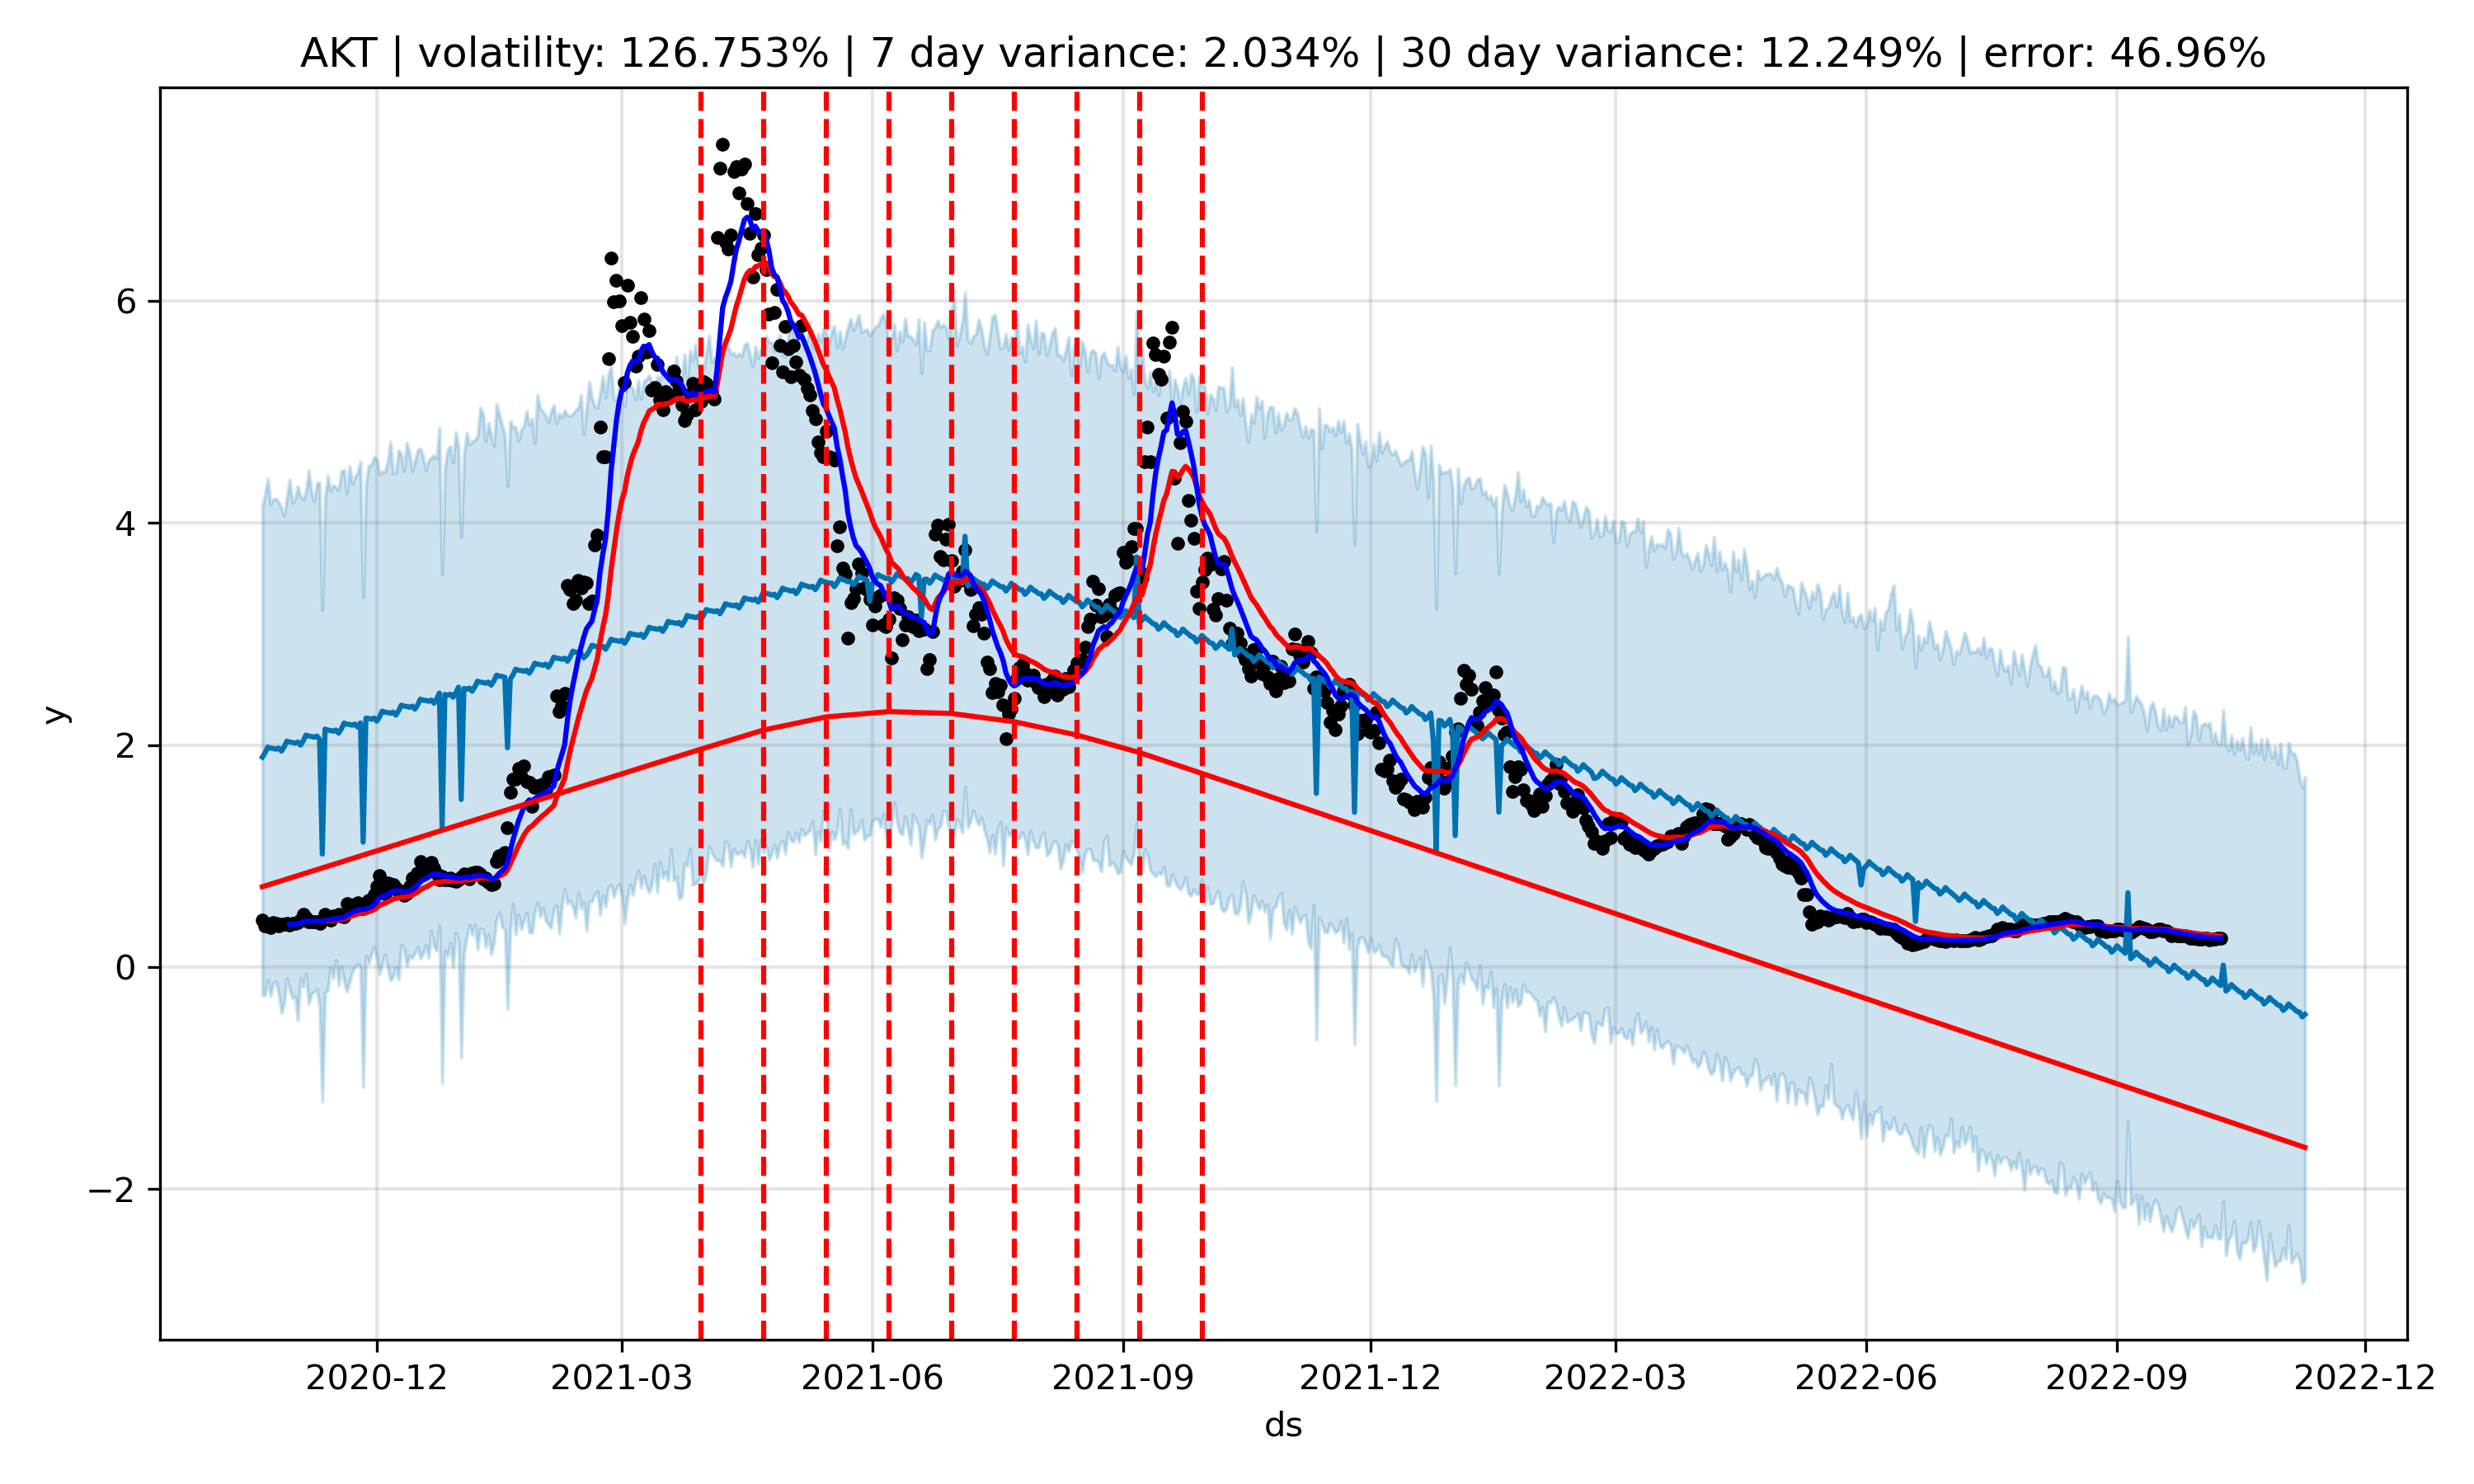 AKT | volatility: 126.753% | 7 day variance: 2.034% | 30 day variance: 12.249% | error: 46.96%
y
6
4
2
0
−2
2020-12 2021-03 2021-06 2021-09 2021-12 2022-03 2022-06 2022-09 2022-12
ds